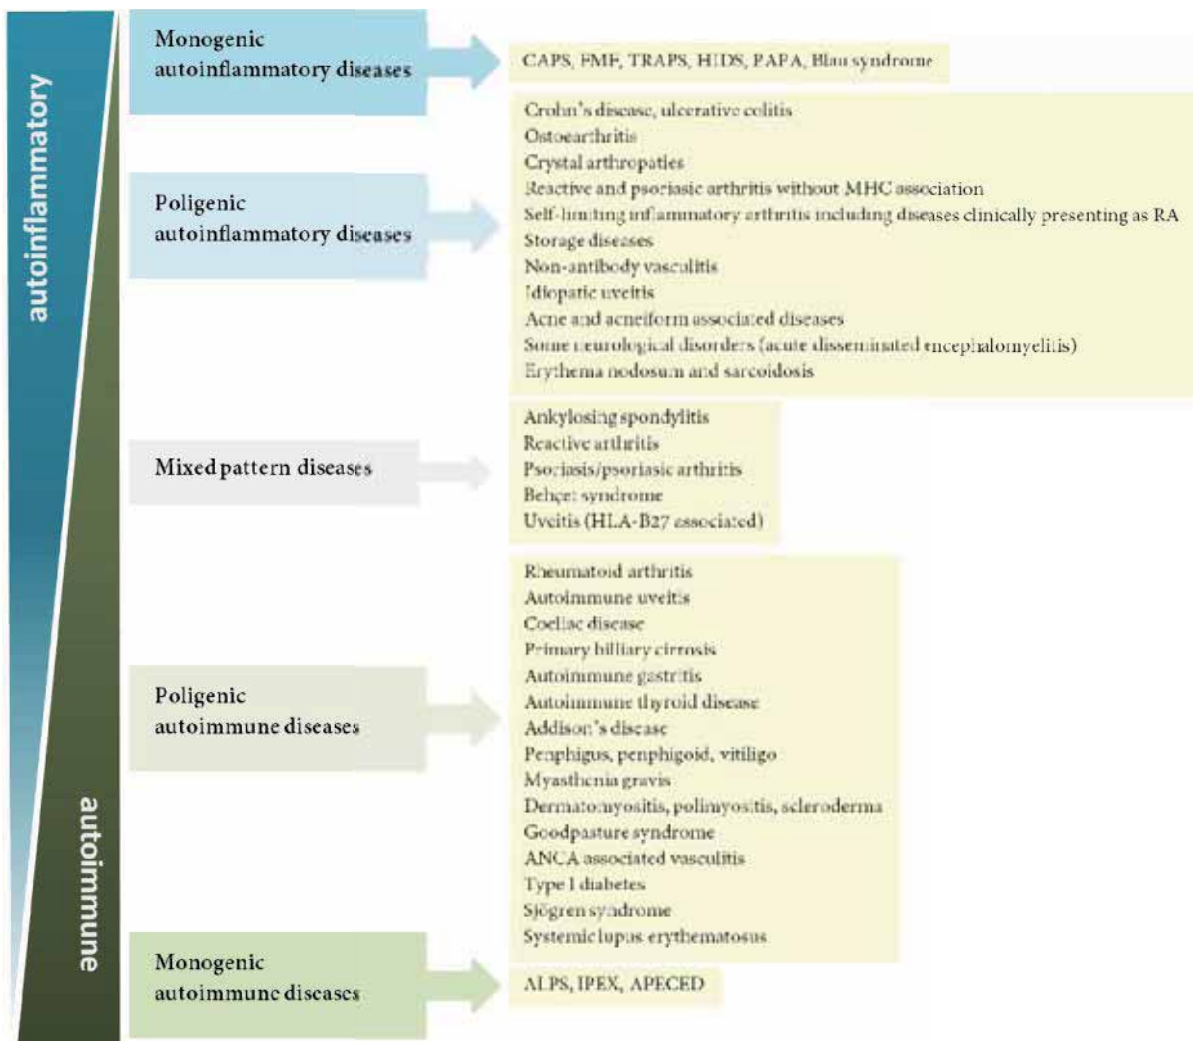 autoinflammatory
autoimmune
Monogenic
autoinflammatory diseases
CAPS, FMF, TRAPS, HIDS, PAPA, Blau syndrome
Poligenic
autoinflammatory diseases
Crohn's disease, ulcerative colitis
Ostoearthritis
Crystal arthropaties
Reactive and psoriasic arthritis without MHC association
Self-limiting inflammatory arthritis including diseases clinically presenting as RA
Storage diseases
Non-antibody vasculitis
Idiopatic uveitis
Acne and acneiform associated diseases
Some neurological disorders (acute disseminated encephalomyelitis)
Erythema nodosum and sarcoidosis
Mixed pattern diseases
Ankylosing spondylitis
Reactive arthritis
Psoriasis/psoriasic arthritis
Behçet syndrome
Uveitis (HLA-B27 associated)
Poligenic
autoimmune diseases
Rheumatoid arthritis
Autoimmune uveitis
Coeliac disease
Primary billiary cirrosis
Autoimmune gastritis
Autoimmune thyroid disease
Addison's disease
Penphigus, penphigoid, vitiligo
Myasthenia gravis
Dermatomyositis, polimyositis, scleroderma
Goodpasture syndrome
ANCA associated vasculitis
Type I diabetes
Sjögren syndrome
Systemic lupus erythematosus
Monogenic
autoimmune diseases
ALPS, IPEX, APECED